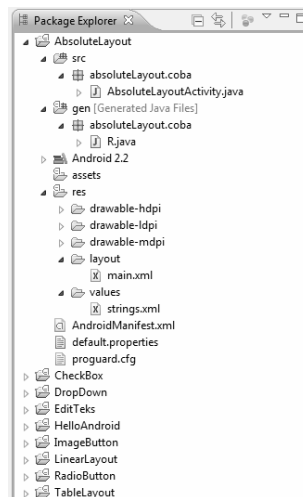 Package Explorer
AbsoluteLayout
src
absoluteLayout.coba
AbsoluteLayoutActivity.java
gen [Generated Java Files]
absoluteLayout.coba
R.java
Android 2.2
assets
res
drawable-hdpi
drawable-ldpi
drawable-mdpi
layout
main.xml
values
strings.xml
AndroidManifest.xml
default.properties
proguard.cfg
CheckBox
DropDown
EditTeks
HelloAndroid
ImageButton
LinearLayout
RadioButton
TableLayout